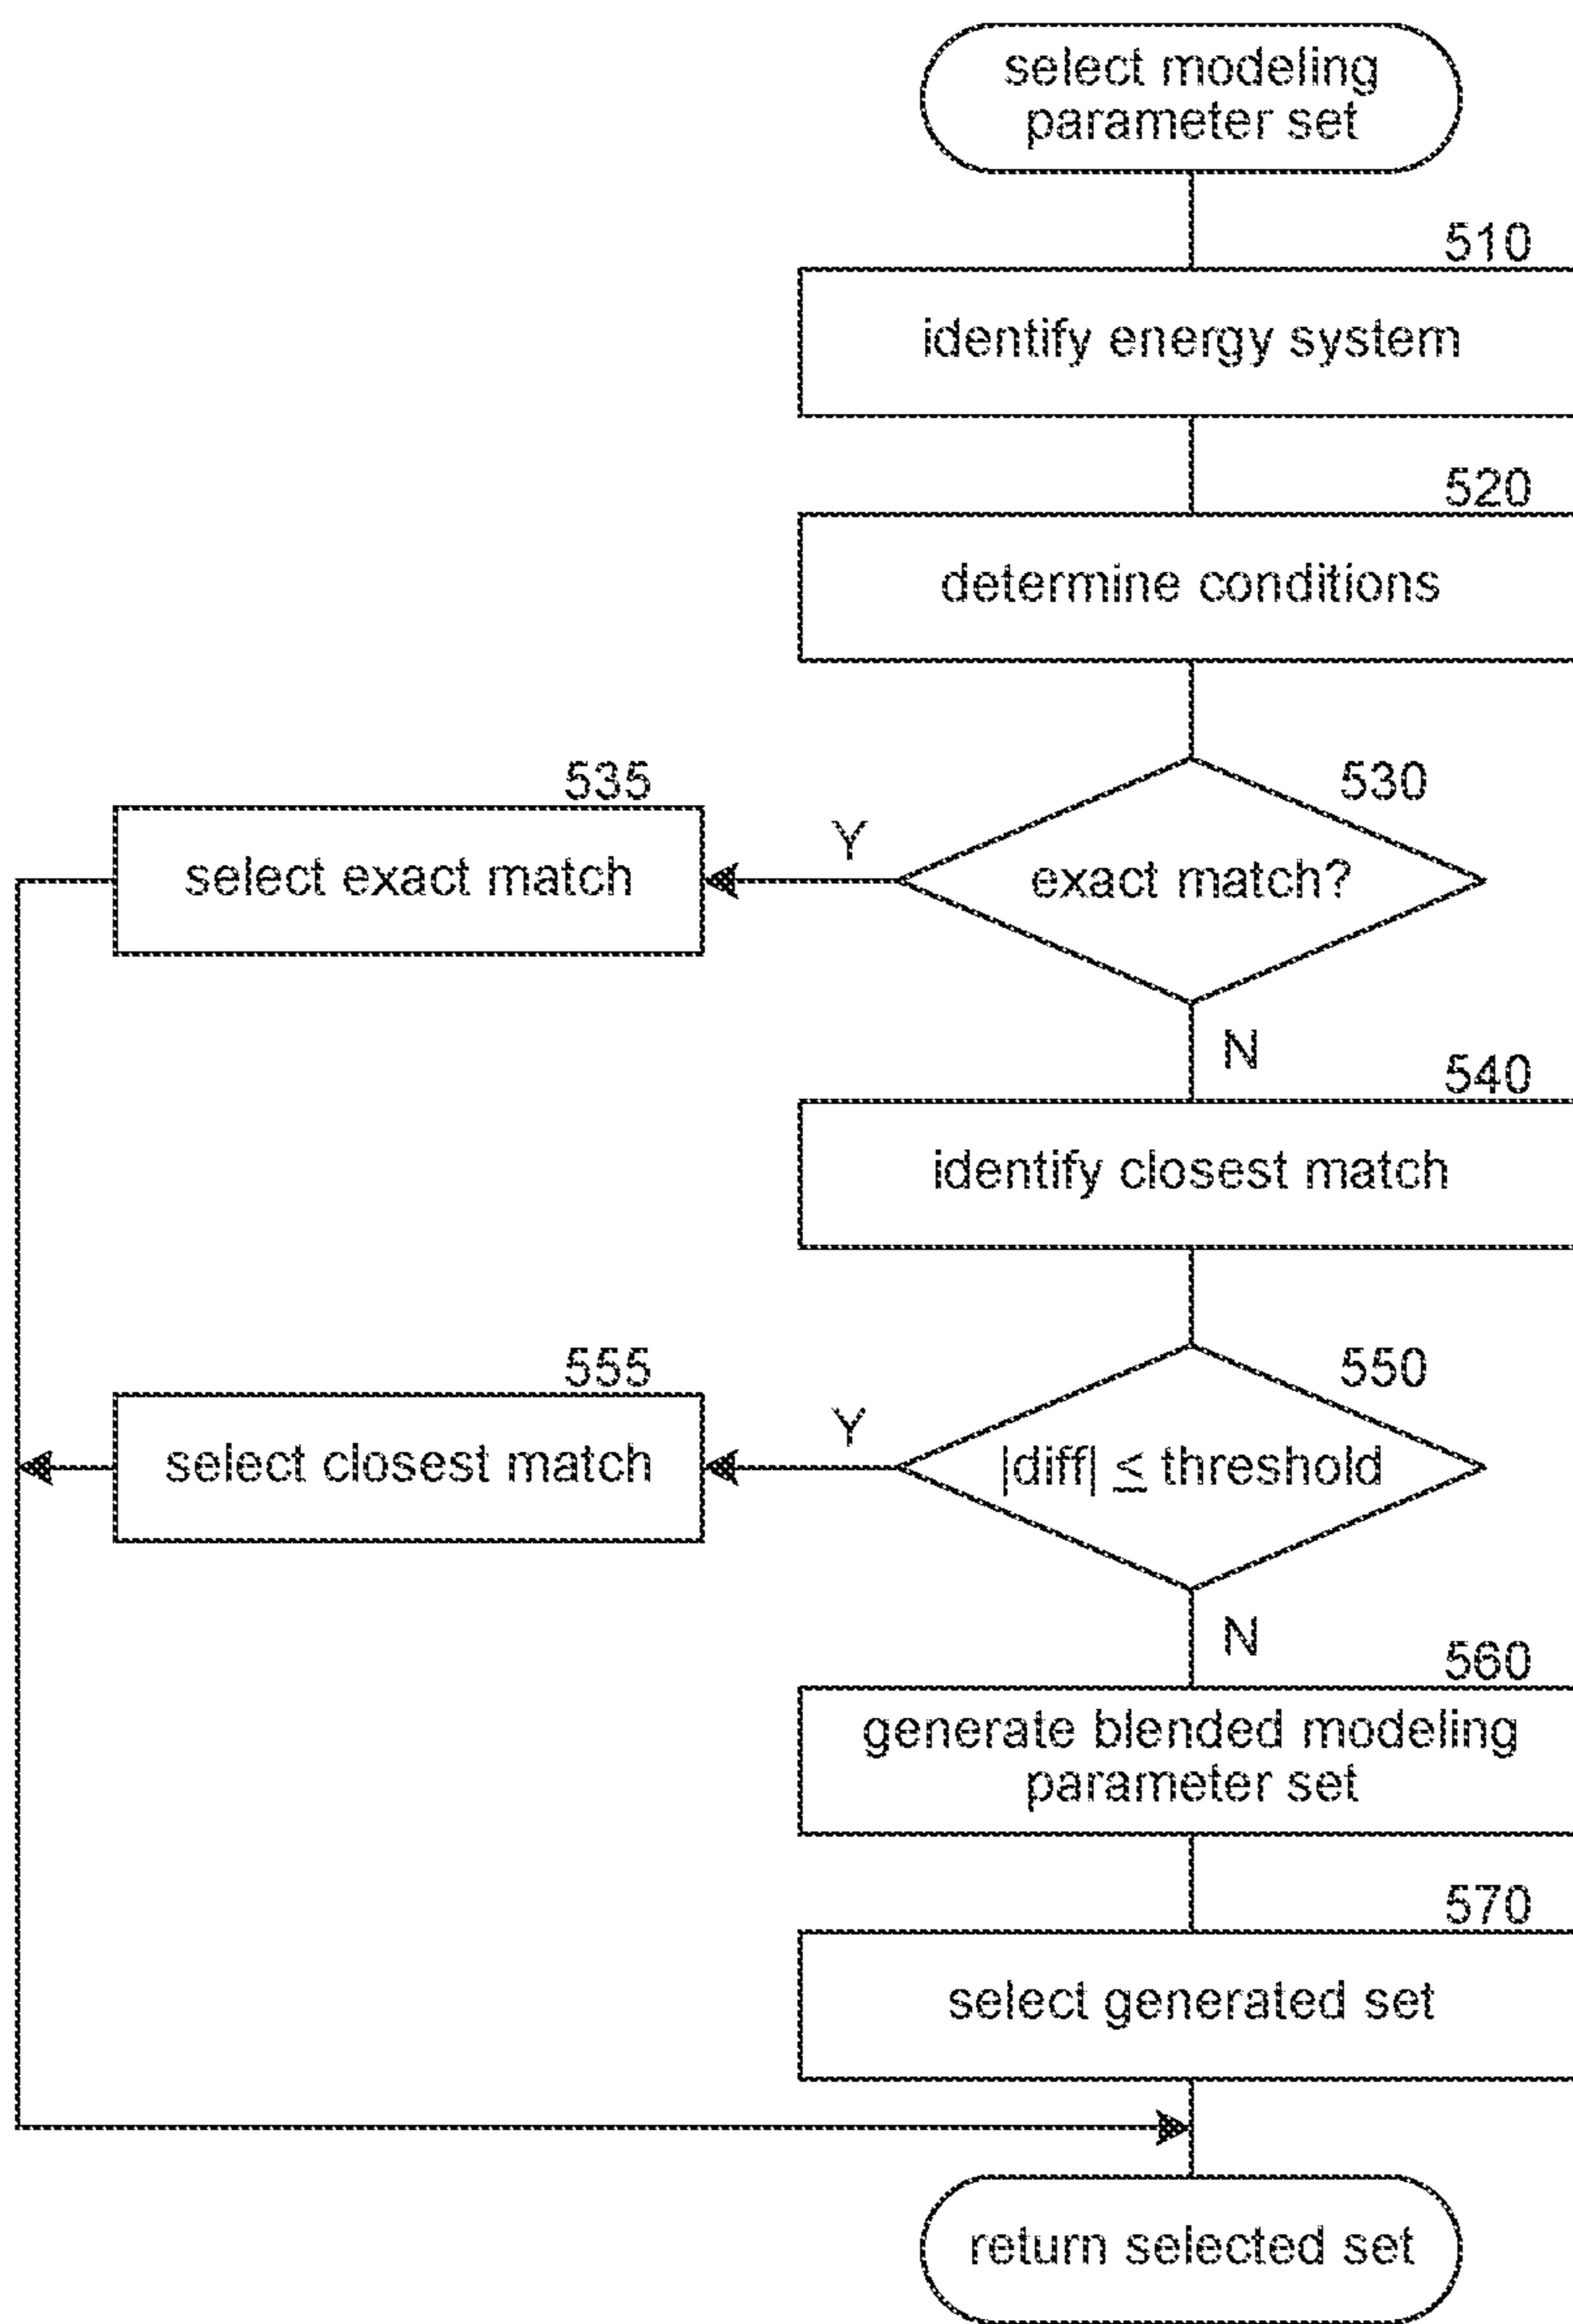 select modeling
parameter set
510
identify energy system
520
determine conditions
535
530
select exact match
Y
exact match?
N
540
identify closest match
555
550
select closest match
Y
|diff| ≤ threshold
N
560
generate blended modeling
parameter set
570
select generated set
return selected set